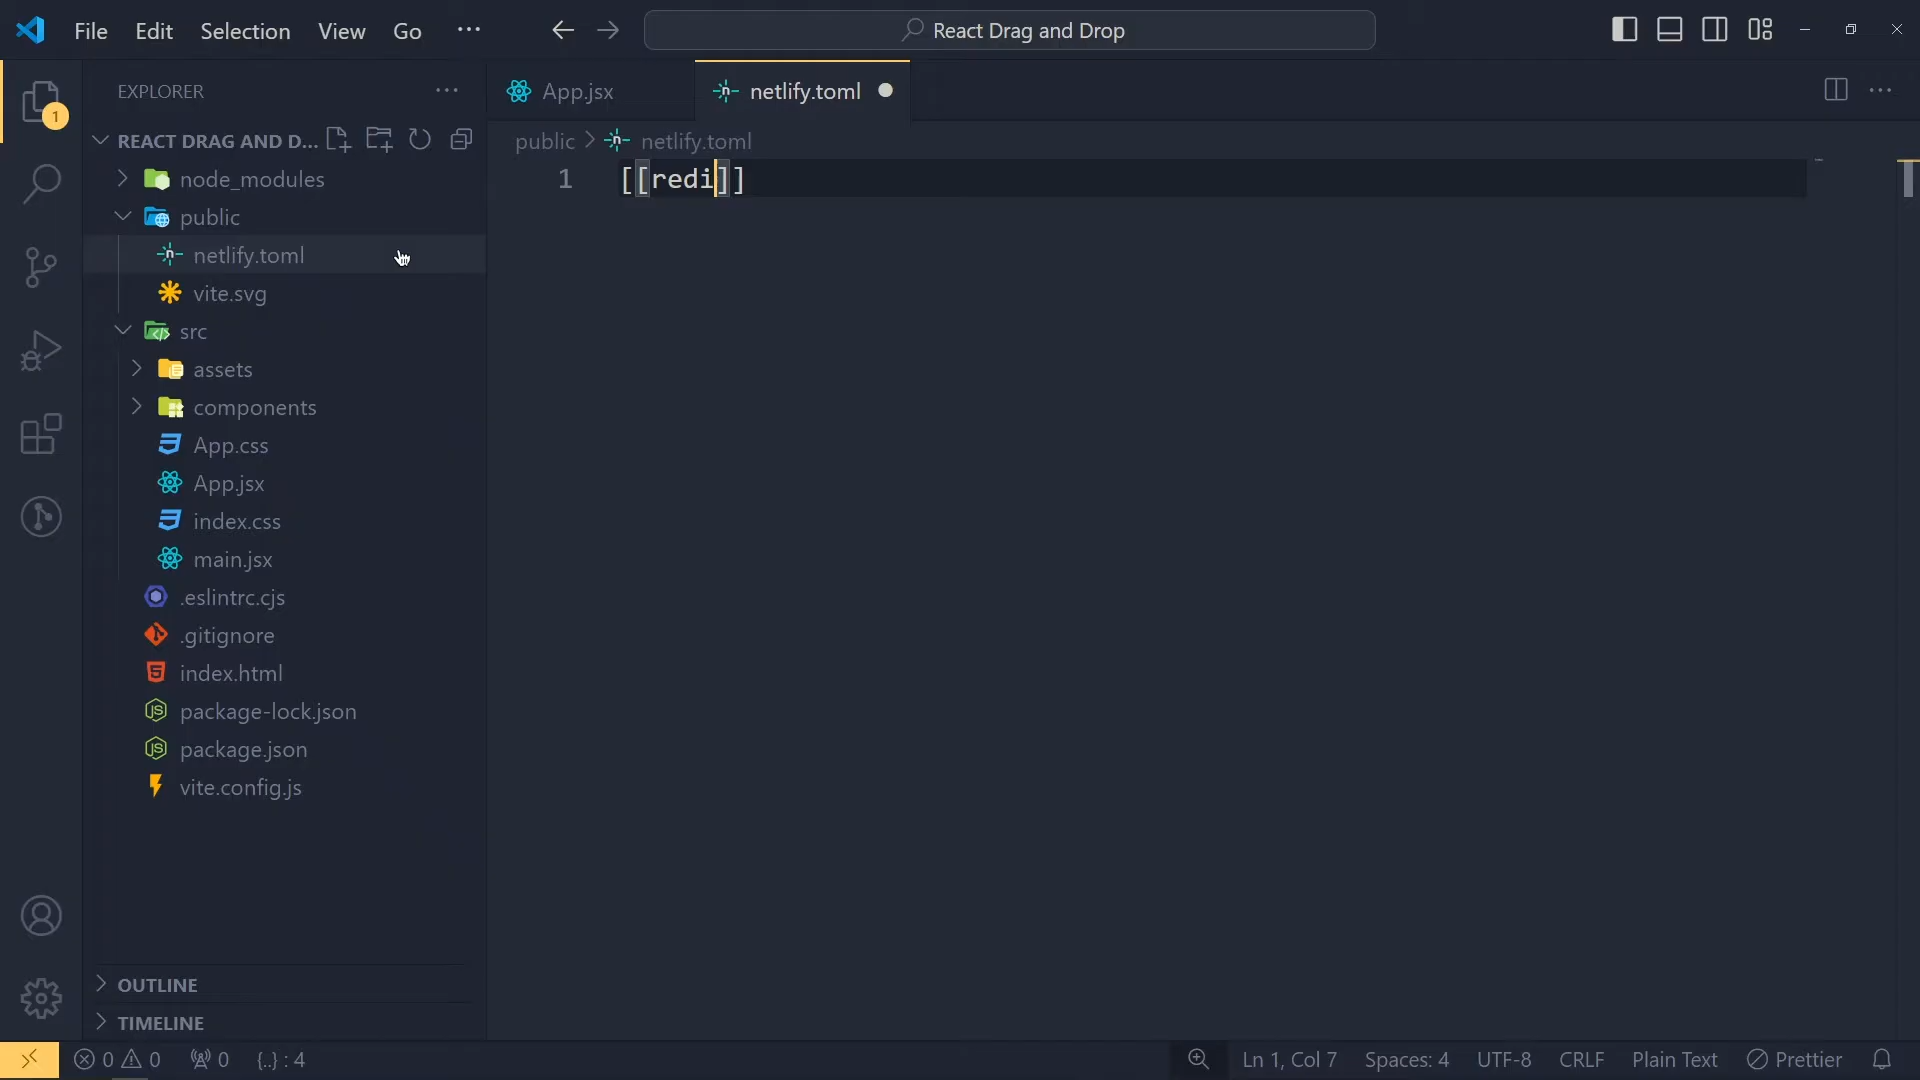 File Edit Selection View Go ··· React Drag and Drop
EXPLORER ···
App.jsx
netlify.toml
1
REACT DRAG AND D...
public > netlify.toml
1 [[redi]]
node_modules
public
netlify.toml
vite.svg
src
assets
components
App.css
App.jsx
index.css
main.jsx
.eslintrc.cjs
.gitignore
index.html
package-lock.json
package.json
vite.config.js
OUTLINE
TIMELINE
0 0 0 {..} : 4 Ln 1, Col 7 Spaces: 4 UTF-8 CRLF Plain Text Prettier